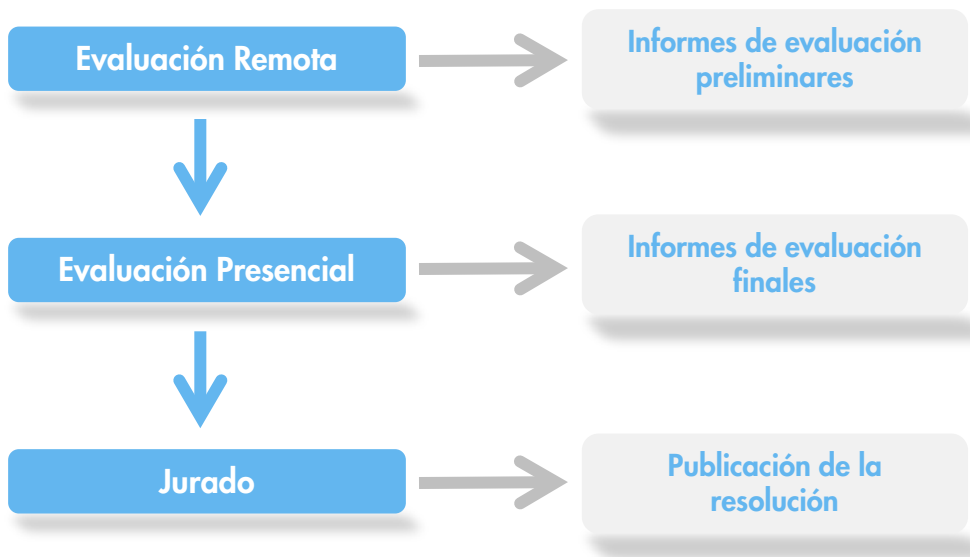 Evaluación Remota
Informes de evaluación
preliminares
Evaluación Presencial
Informes de evaluación
finales
Jurado
Publicación de la
resolución